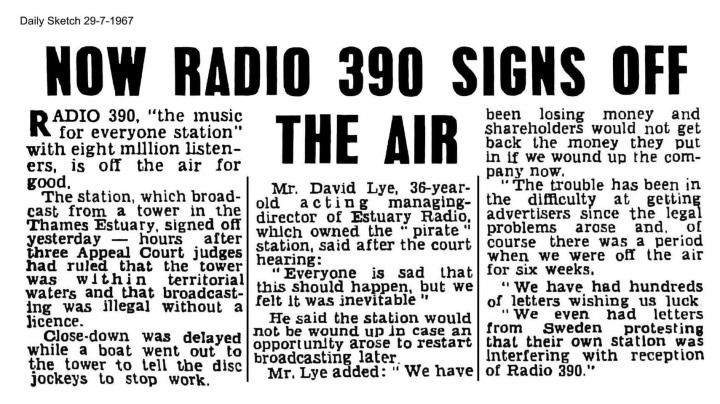 Daily Sketch 29-7-1967
NOW RADIO 390 SIGNS OFF
THE AIR
RADIO 390, "the music
for everyone station"
with eight million listen-
ers, is off the air for
good.
The station, which broad-
cast from a tower in the
Thames Estuary, signed off
yesterday — hours after
three Appeal Court judges
had ruled that the tower
was within territorial
waters and that broadcast-
ing was illegal without a
licence.
Close-down was delayed
while a boat went out to
the tower to tell the disc
jockeys to stop work.
Mr. David Lye, 36-year-
old acting managing-
director of Estuary Radio,
which owned the "pirate"
station, said after the court
hearing:
"Everyone is sad that
this should happen, but we
felt it was inevitable"
He said the station would
not be wound up in case an
opportunity arose to restart
broadcasting later.
Mr. Lye added: "We have
been losing money and
shareholders would not get
back the money they put
in if we wound up the com-
pany now.
"The trouble has been in
the difficulty at getting
advertisers since the legal
problems arose and, of
course there was a period
when we were off the air
for six weeks.
"We have had hundreds
of letters wishing us luck
"We even had letters
from Sweden protesting
that their own station was
interfering with reception
of Radio 390."